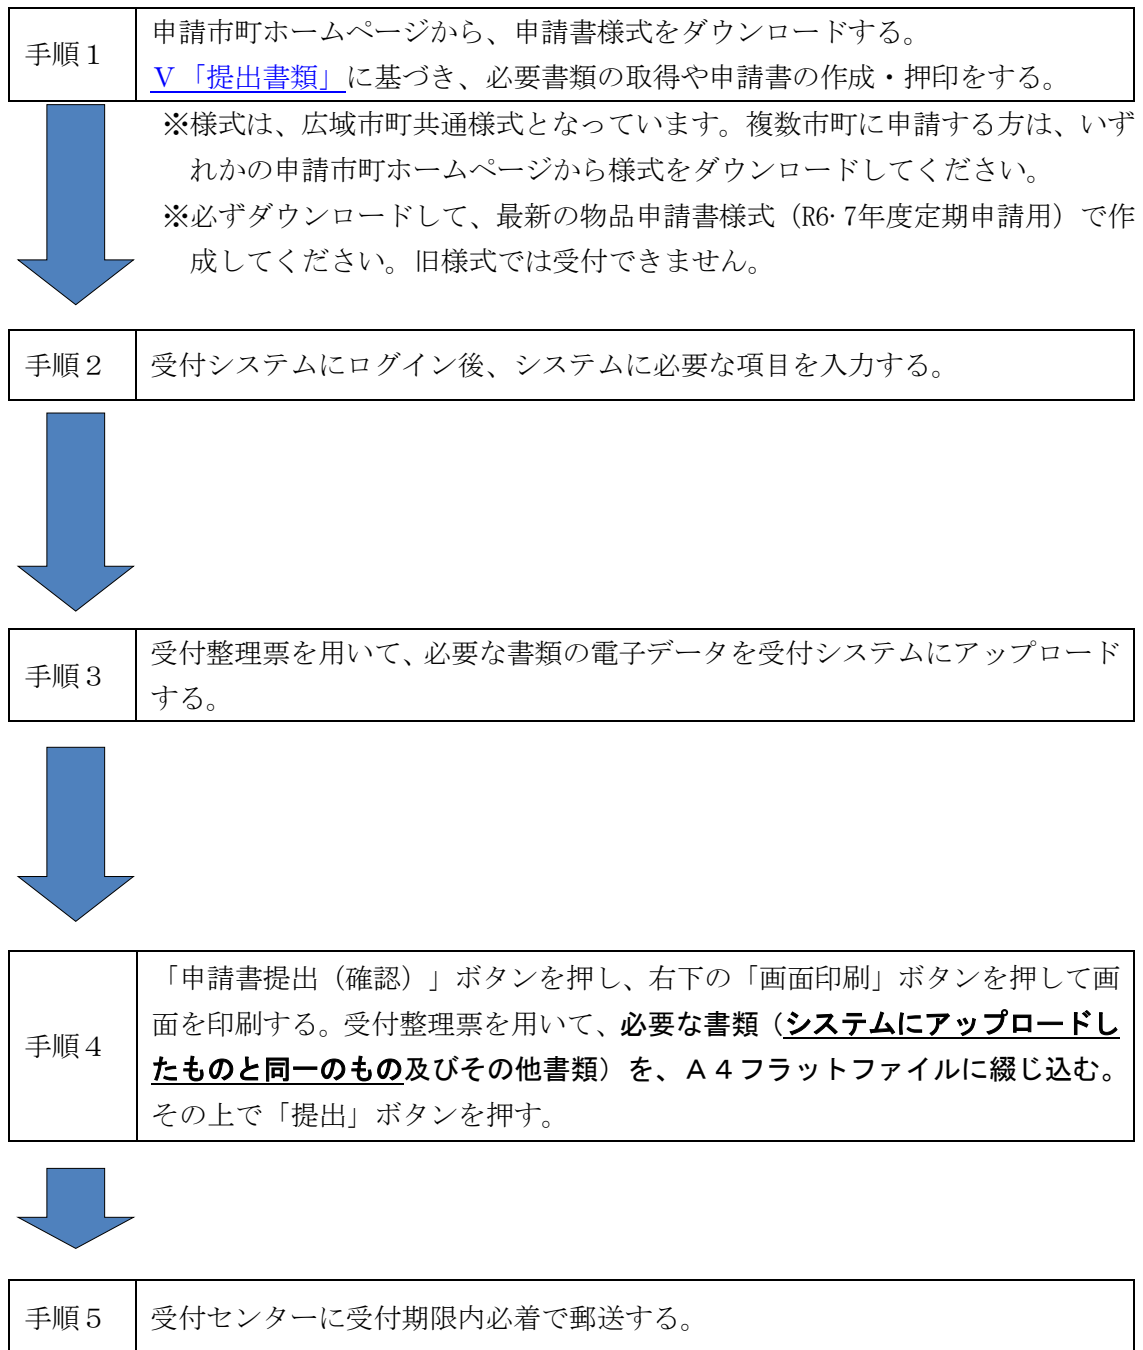 手順１
申請市町ホームページから、申請書様式をダウンロードする。
Ⅴ「提出書類」に基づき、必要書類の取得や申請書の作成・押印をする。
※様式は、広域市町共通様式となっています。複数市町に申請する方は、いず
れかの申請市町ホームページから様式をダウンロードしてください。
※必ずダウンロードして、最新の物品申請書様式（R6･7年度定期申請用）で作
成してください。旧様式では受付できません。
手順２
受付システムにログイン後、システムに必要な項目を入力する。
手順３
受付整理票を用いて、必要な書類の電子データを受付システムにアップロード
する。
手順４
「申請書提出（確認）」ボタンを押し、右下の「画面印刷」ボタンを押して画
面を印刷する。受付整理票を用いて、必要な書類（システムにアップロードし
たものと同一のもの及びその他書類）を、Ａ４フラットファイルに綴じ込む。
その上で「提出」ボタンを押す。
手順５
受付センターに受付期限内必着で郵送する。